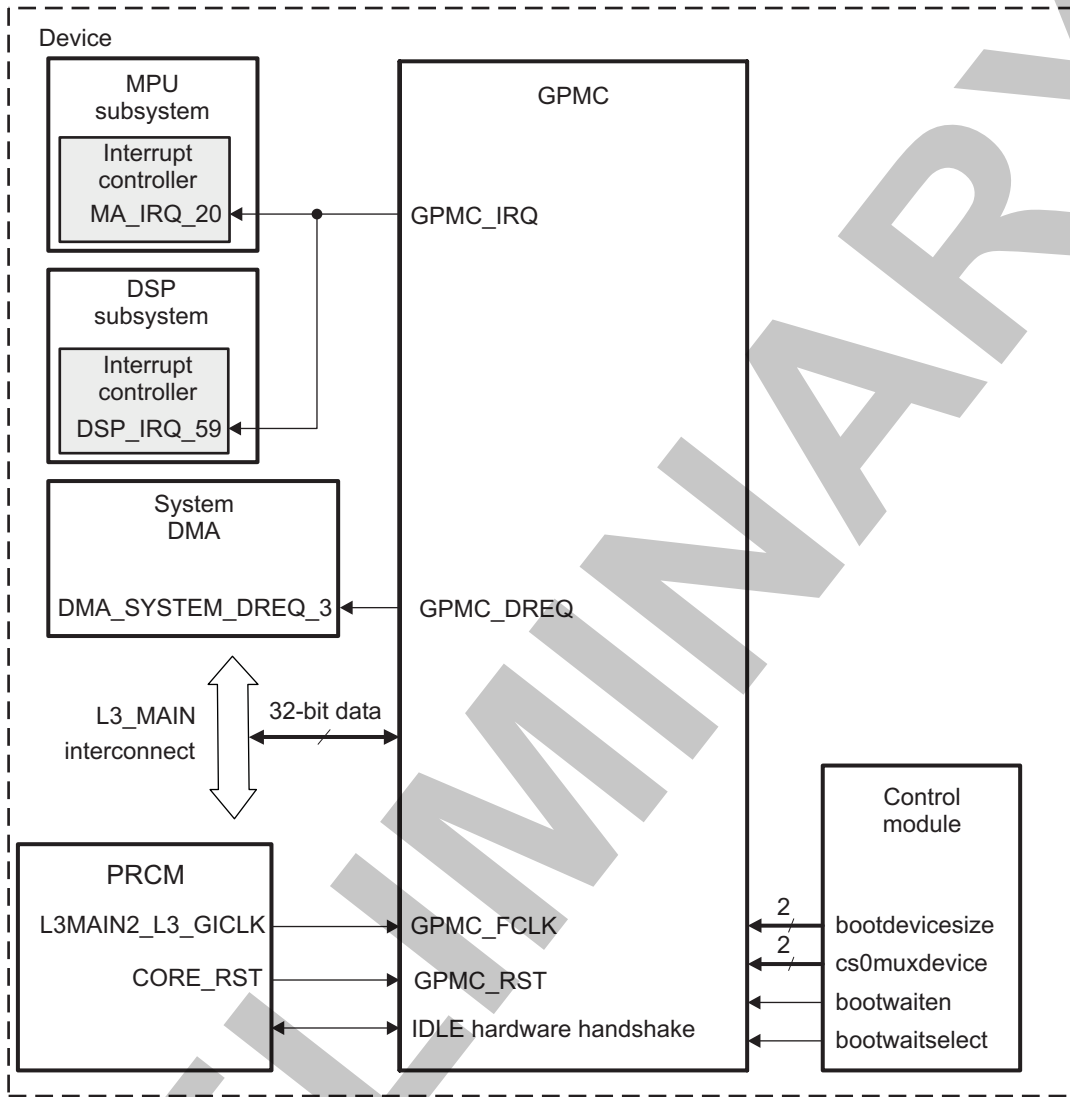 Device
MPU
subsystem
Interrupt
controller
MA_IRQ_20
DSP
subsystem
Interrupt
controller
DSP_IRQ_59
System
DMA
DMA_SYSTEM_DREQ_3
L3_MAIN
interconnect
32-bit data
PRCM
L3MAIN2_L3_GICLK
CORE_RST
GPMC
GPMC_IRQ
GPMC_DREQ
GPMC_FCLK
GPMC_RST
IDLE hardware handshake
Control
module
2
bootdevicesize
2
cs0muxdevice
bootwaiten
bootwaitselect
ELIMINARY